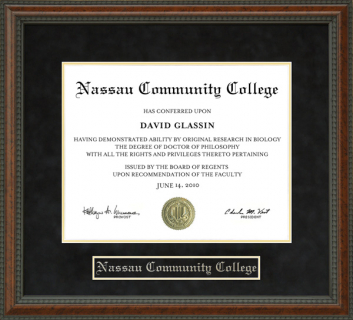 Nassau Community College
HAS CONFERRED UPON
DAVID GLASSIN
HAVING DEMONSTRATED ABILITY BY ORIGINAL RESEARCH IN BIOLOGY
THE DEGREE OF DOCTOR OF PHILOSOPHY
WITH ALL THE RIGHTS AND PRIVILEGES THERETO PERTAINING
ISSUED BY THE BOARD OF REGENTS
UPON RECOMMENDATION OF THE FACULTY
JUNE 14, 2010
PROVOST
PRESIDENT
Nassau Community College